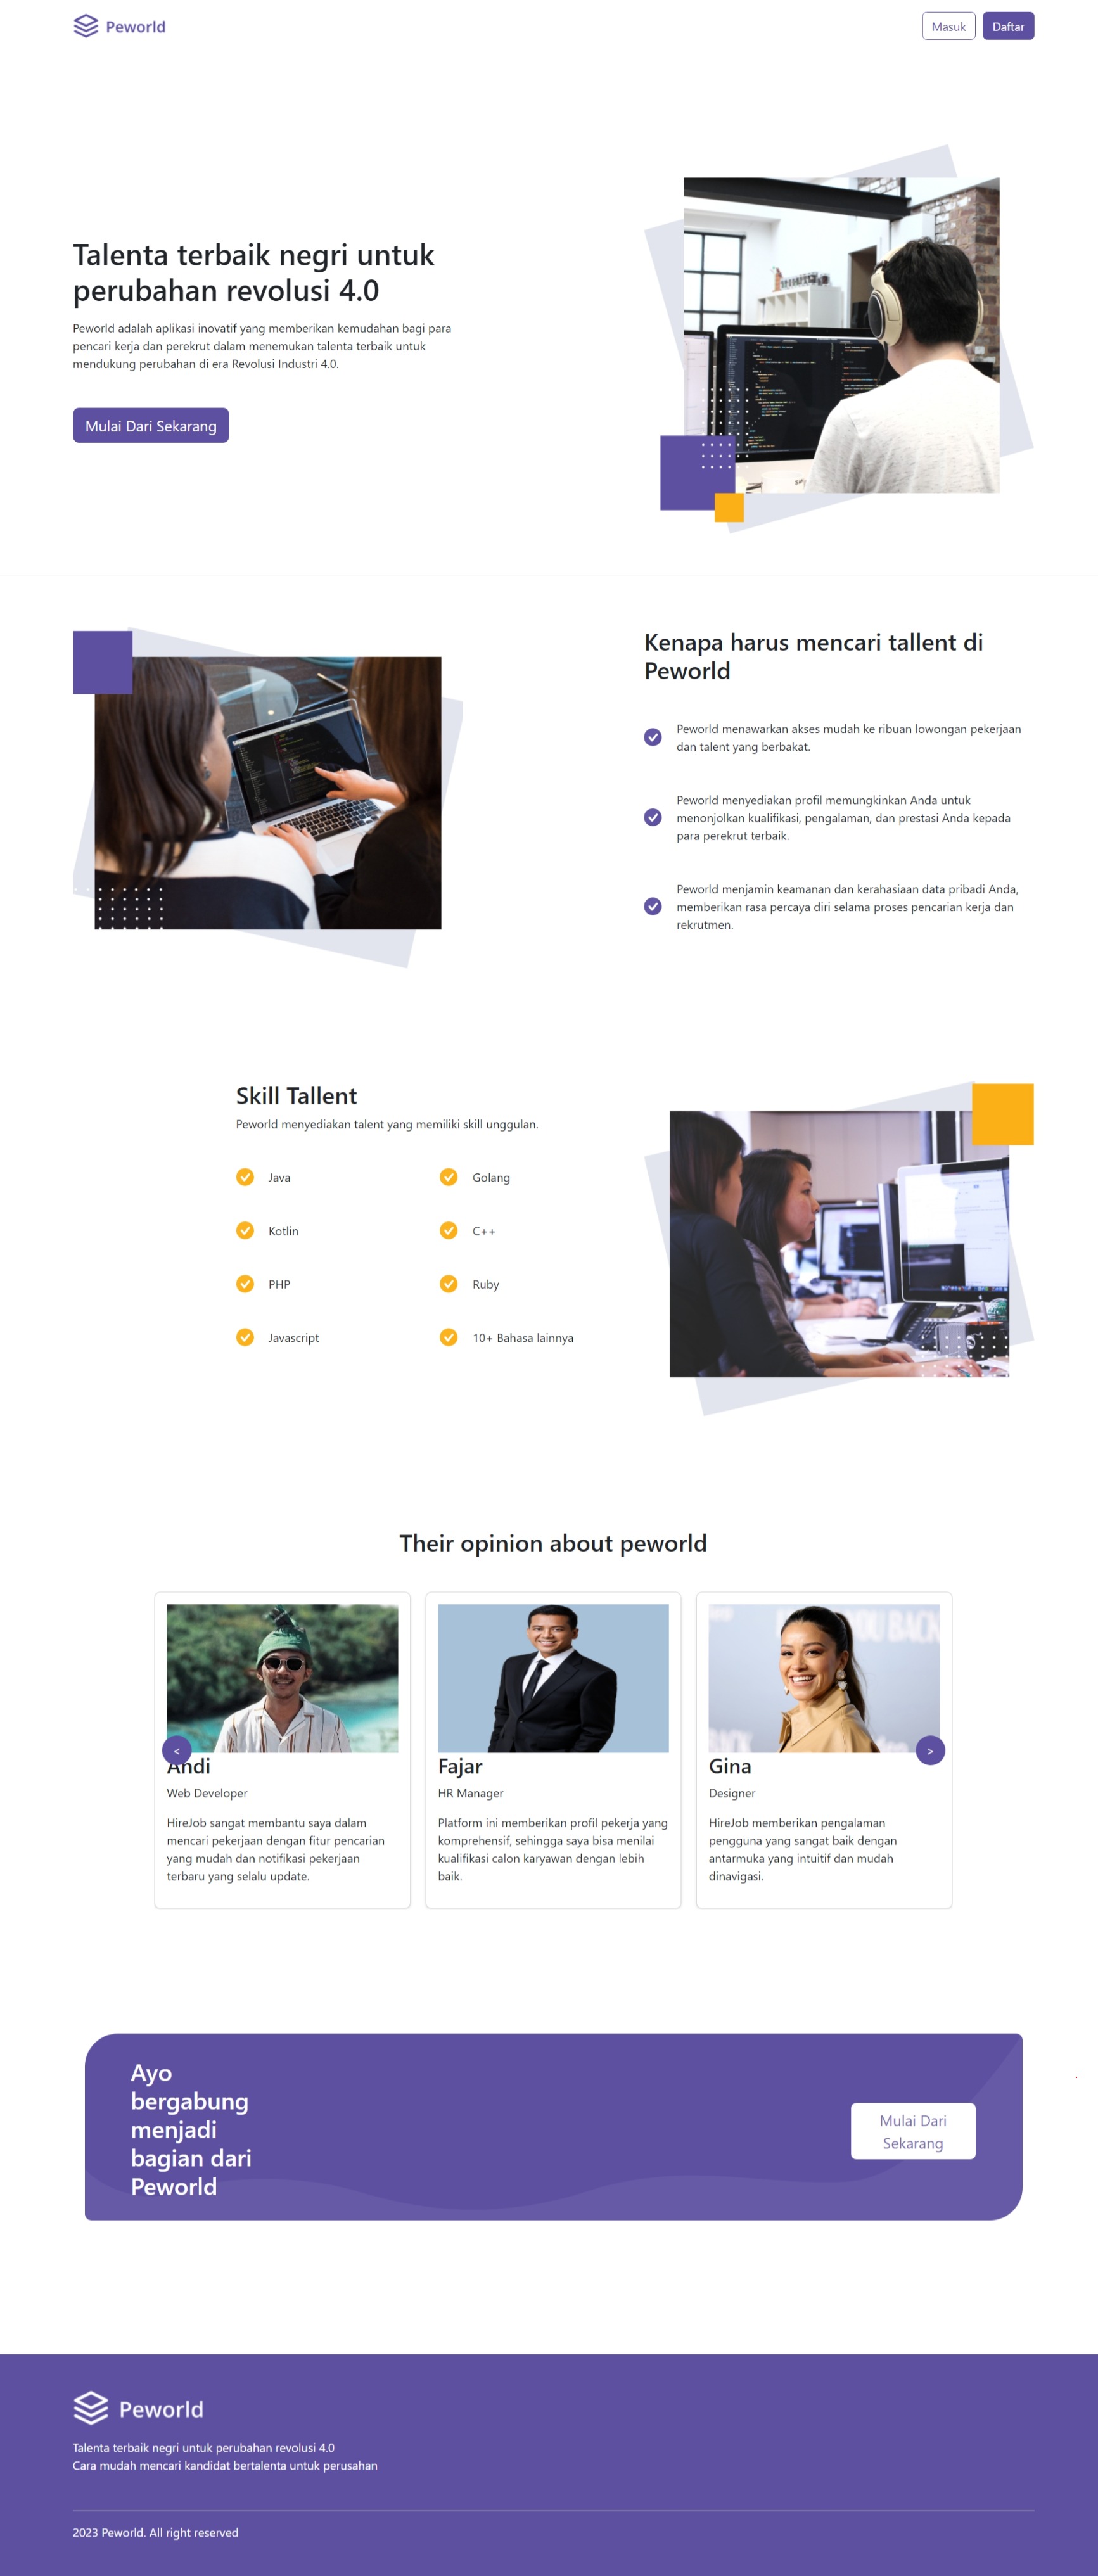 Peworld
Masuk
Daftar
Talenta terbaik negri untuk
perubahan revolusi 4.0
Peworld adalah aplikasi inovatif yang memberikan kemudahan bagi para
pencari kerja dan perekrut dalam menemukan talenta terbaik untuk
mendukung perubahan di era Revolusi Industri 4.0.
Mulai Dari Sekarang
Kenapa harus mencari tallent di
Peworld
Peworld menawarkan akses mudah ke ribuan lowongan pekerjaan
dan talent yang berbakat.
Peworld menyediakan profil memungkinkan Anda untuk
menonjolkan kualifikasi, pengalaman, dan prestasi Anda kepada
para perekrut terbaik.
Peworld menjamin keamanan dan kerahasiaan data pribadi Anda,
memberikan rasa percaya diri selama proses pencarian kerja dan
rekrutmen.
Skill Tallent
Peworld menyediakan talent yang memiliki skill unggulan.
Java
Golang
Kotlin
C++
PHP
Ruby
Javascript
10+ Bahasa lainnya
Their opinion about peworld
YOU BACK
<
>
Andi
Web Developer
HireJob sangat membantu saya dalam
mencari pekerjaan dengan fitur pencarian
yang mudah dan notifikasi pekerjaan
terbaru yang selalu update.
Fajar
HR Manager
Platform ini memberikan profil pekerja yang
komprehensif, sehingga saya bisa menilai
kualifikasi calon karyawan dengan lebih
baik.
Gina
Designer
HireJob memberikan pengalaman
pengguna yang sangat baik dengan
antarmuka yang intuitif dan mudah
dinavigasi.
Ayo
bergabung
menjadi
bagian dari
Peworld
Mulai Dari
Sekarang
.
Peworld
Talenta terbaik negri untuk perubahan revolusi 4.0
Cara mudah mencari kandidat bertalenta untuk perusahan
2023 Peworld. All right reserved